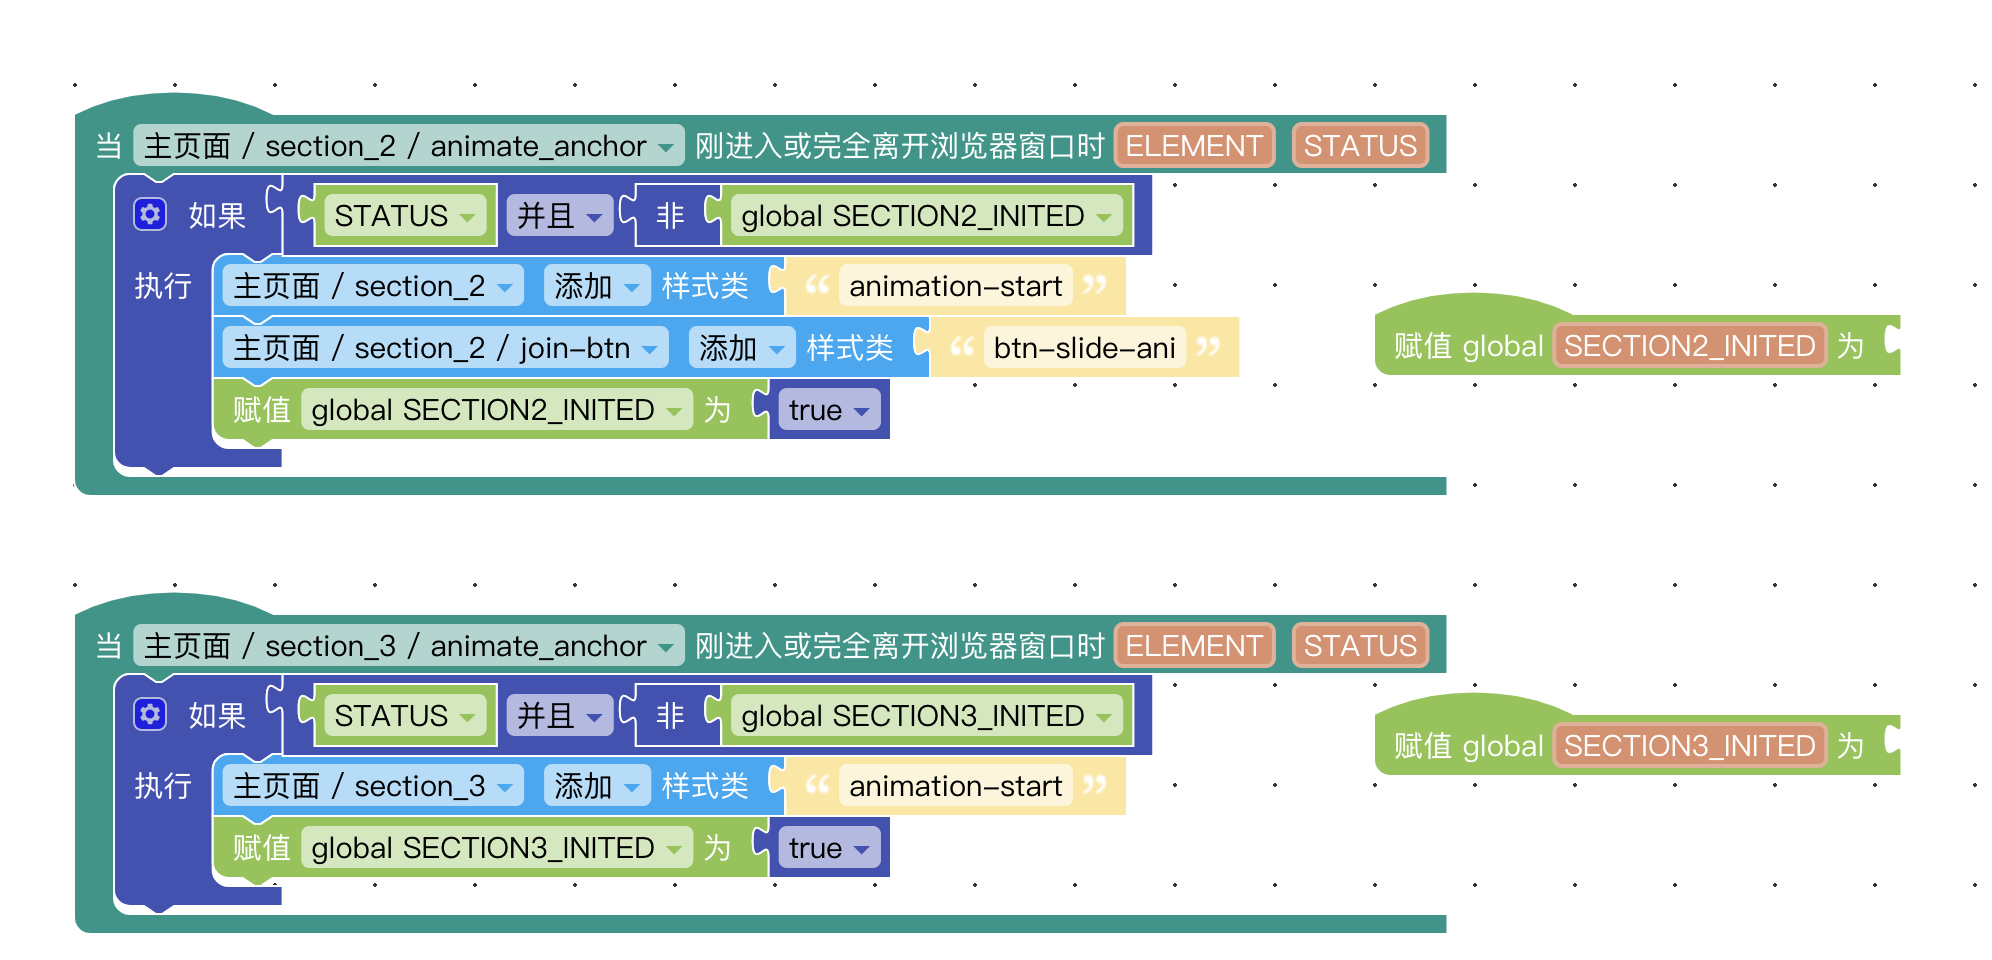 当 主页面 / section_2 / animate_anchor 刚进入或完全离开浏览器窗口时 ELEMENT STATUS
如果 STATUS 并且 非 global SECTION2_INITED
执行 主页面 / section_2 添加 样式类 “ animation-start ”
主页面 / section_2 / join-btn 添加 样式类 “ btn-slide-ani ”
赋值 global SECTION2_INITED 为 true
赋值 global SECTION2_INITED 为
当 主页面 / section_3 / animate_anchor 刚进入或完全离开浏览器窗口时 ELEMENT STATUS
如果 STATUS 并且 非 global SECTION3_INITED
执行 主页面 / section_3 添加 样式类 “ animation-start ”
赋值 global SECTION3_INITED 为 true
赋值 global SECTION3_INITED 为